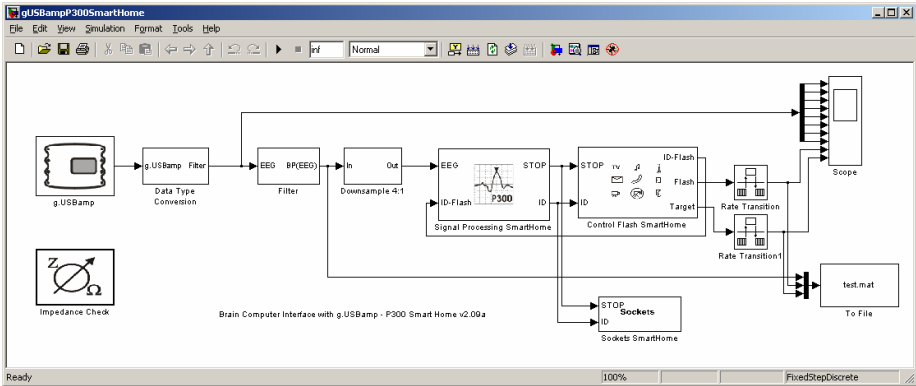 gUSBampP300SmartHome
File Edit View Simulation Format Tools Help
inf Normal
g.USBamp
g.USBamp Filter
Data Type
Conversion
EEG BP(EEG)
Filter
In Out
Downsample 4:1
EEG STOP
P300
ID-Flash ID
Signal Processing SmartHome
STOP ID-Flash
TV
Flash
ID Target
Control Flash SmartHome
Rate Transition
Rate Transition1
Scope
Z Ω
Impedance Check
Brain Computer Interface with g.USBamp - P300 Smart Home v2.09a
STOP
Sockets
ID
Sockets SmartHome
test.mat
To File
Ready 100% FixedStepDiscrete